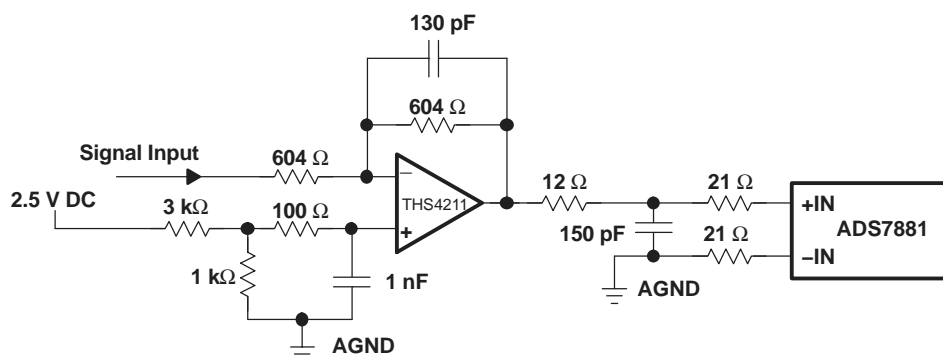 130 pF
604 Ω
Signal Input
604 Ω
−
THS4211
+
2.5 V DC
3 kΩ
100 Ω
1 kΩ
1 nF
AGND
12 Ω
21 Ω
150 pF
21 Ω
AGND
+IN
ADS7881
−IN